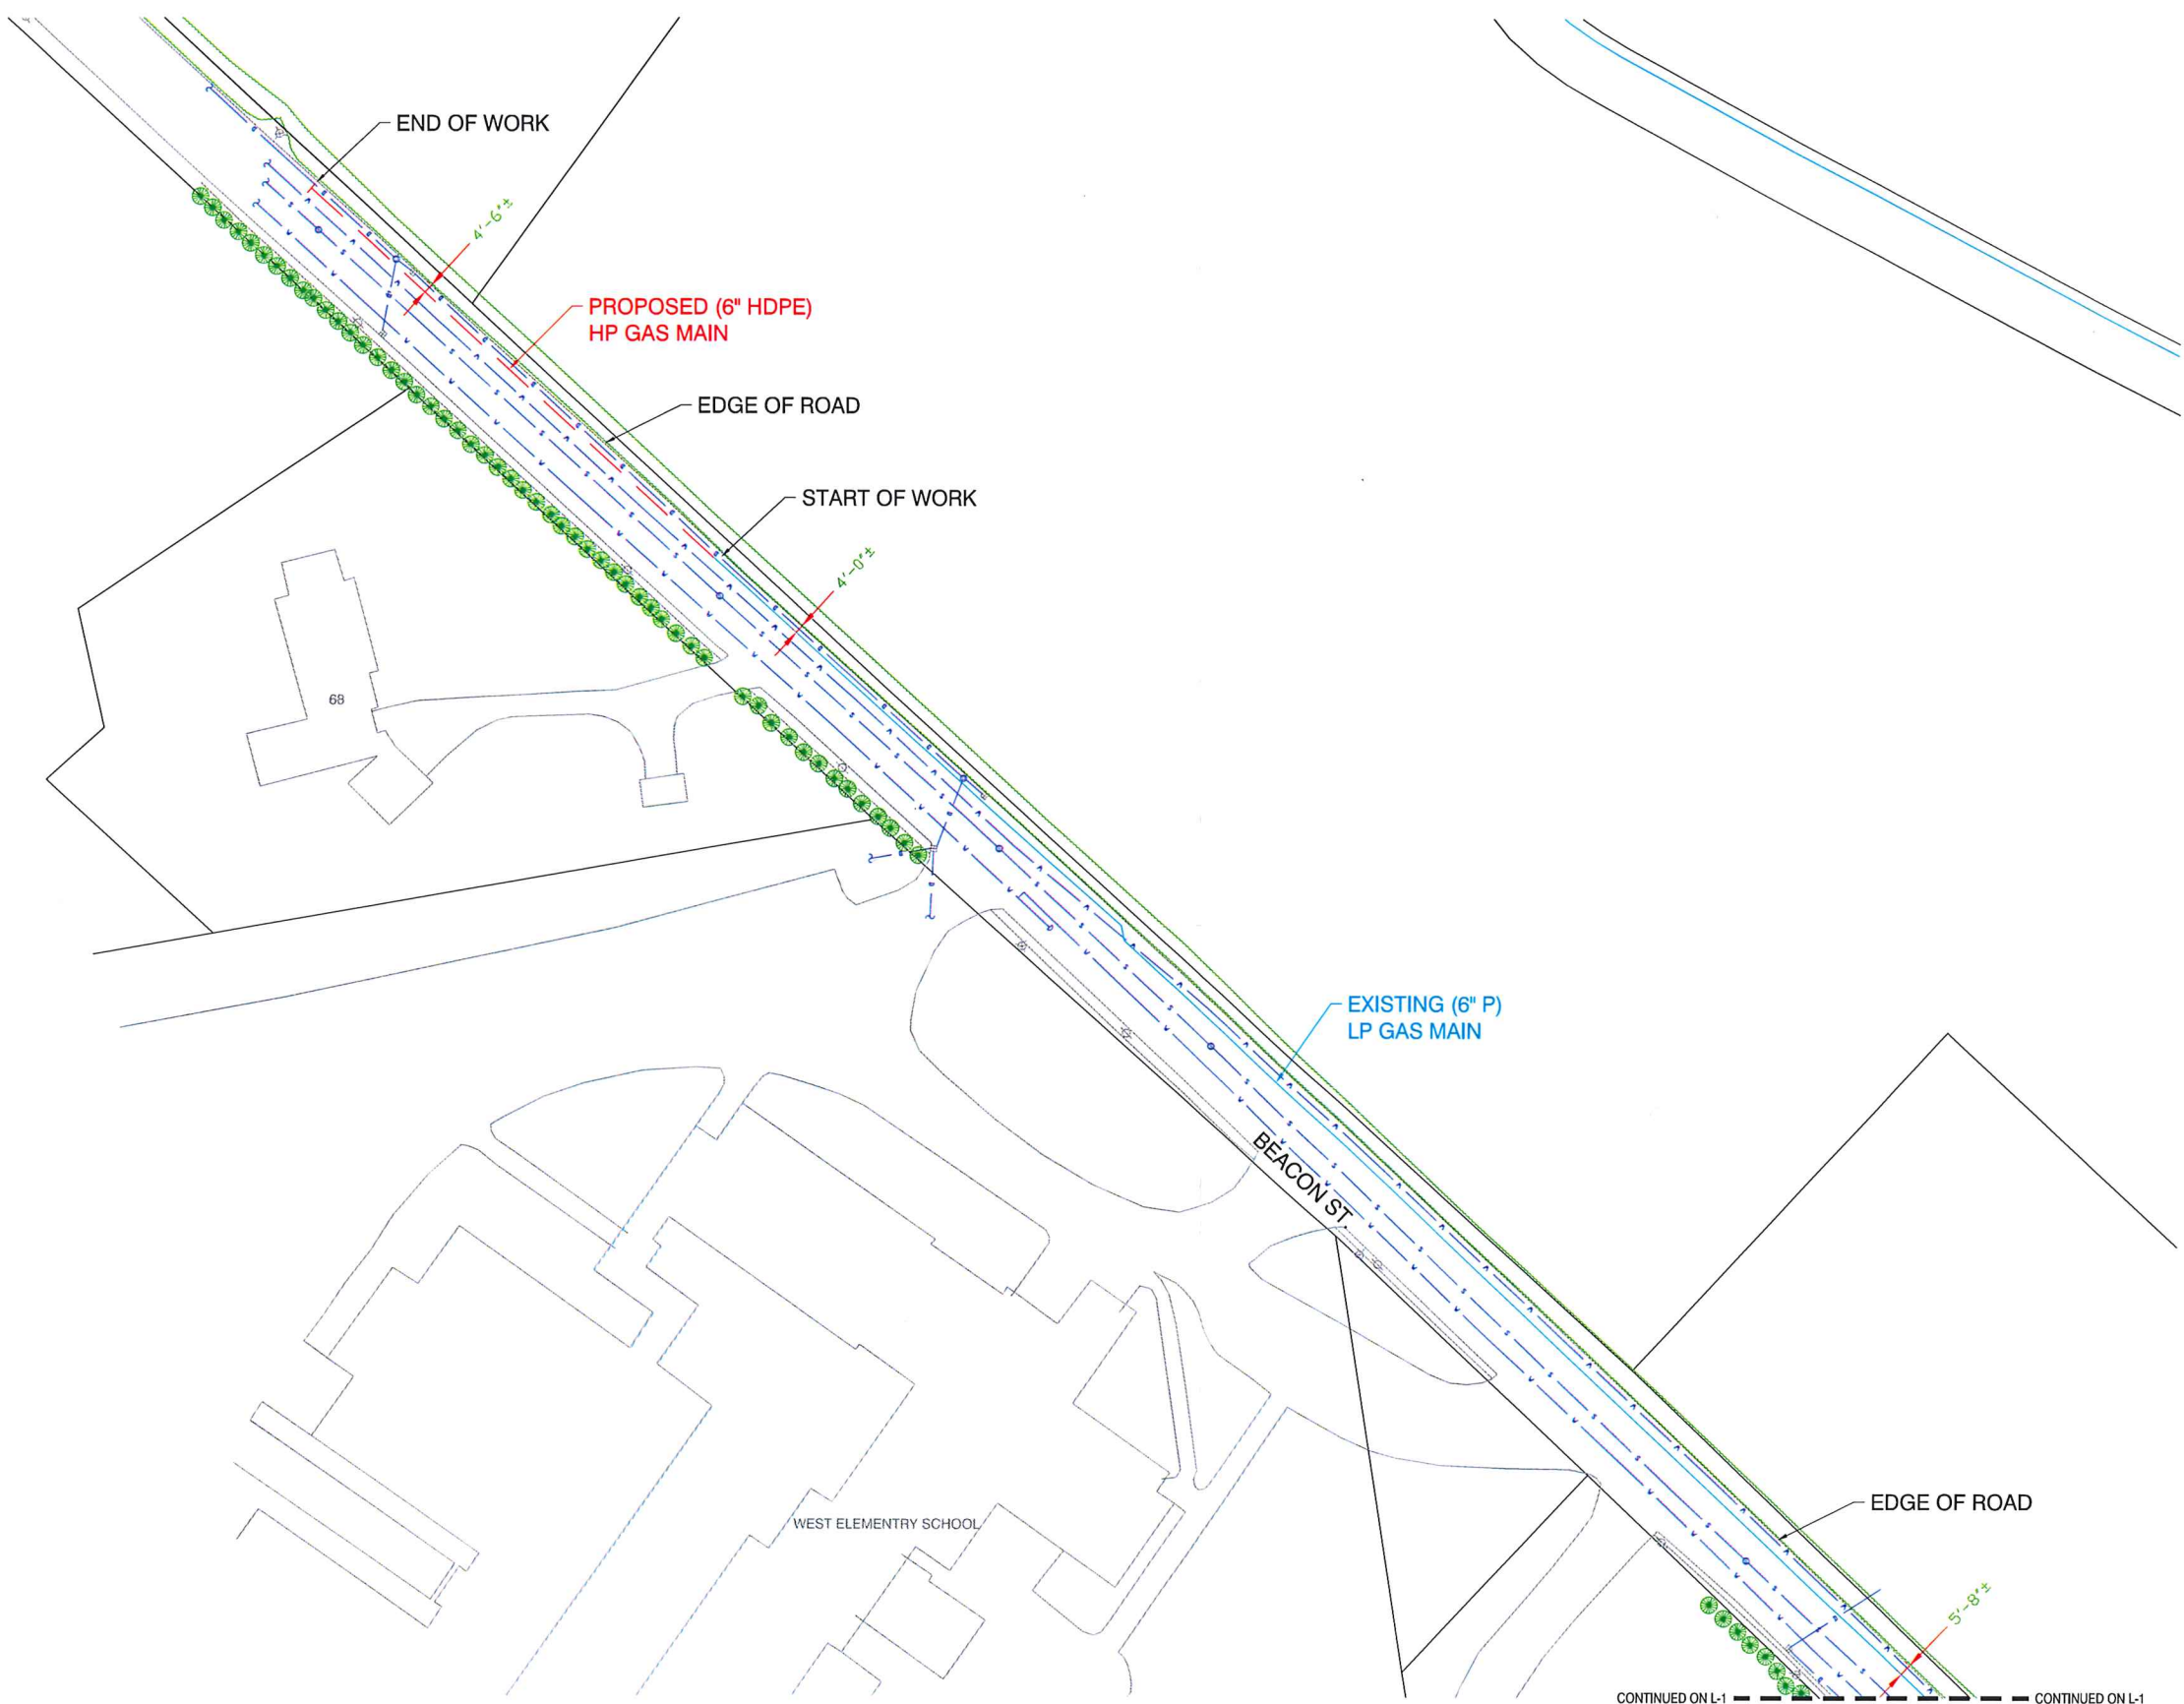 END OF WORK
4'-6"±
PROPOSED (6" HDPE)
HP GAS MAIN
EDGE OF ROAD
START OF WORK
4'-0"±
68
EXISTING (6" P)
LP GAS MAIN
BEACON ST.
WEST ELEMENTRY SCHOOL
EDGE OF ROAD
5'-8"±
CONTINUED ON L-1
CONTINUED ON L-1